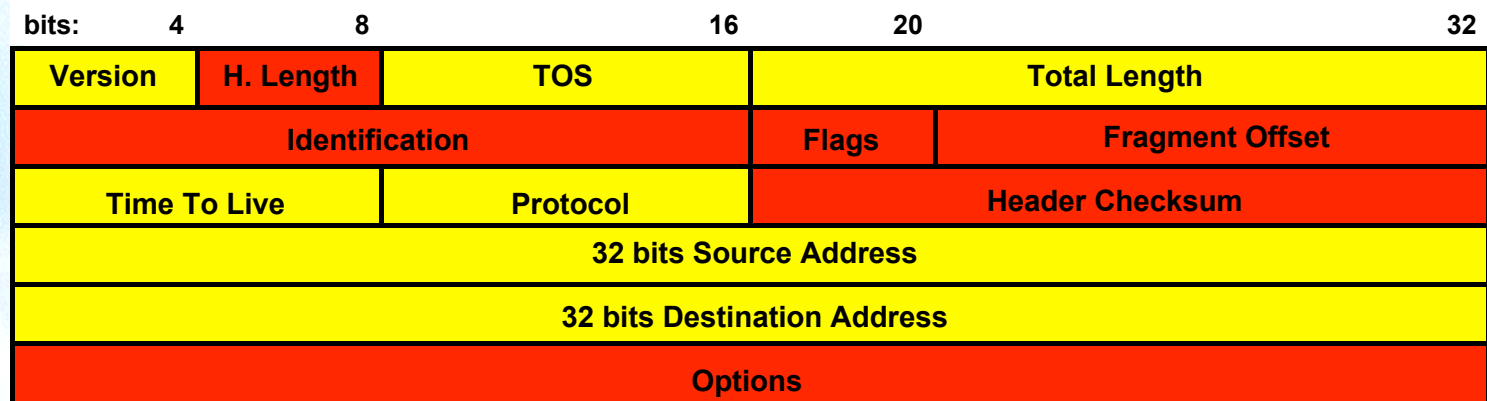 bits: 4 8 16 20 32
Version H. Length TOS Total Length
Identification Flags Fragment Offset
Time To Live Protocol Header Checksum
32 bits Source Address
32 bits Destination Address
Options